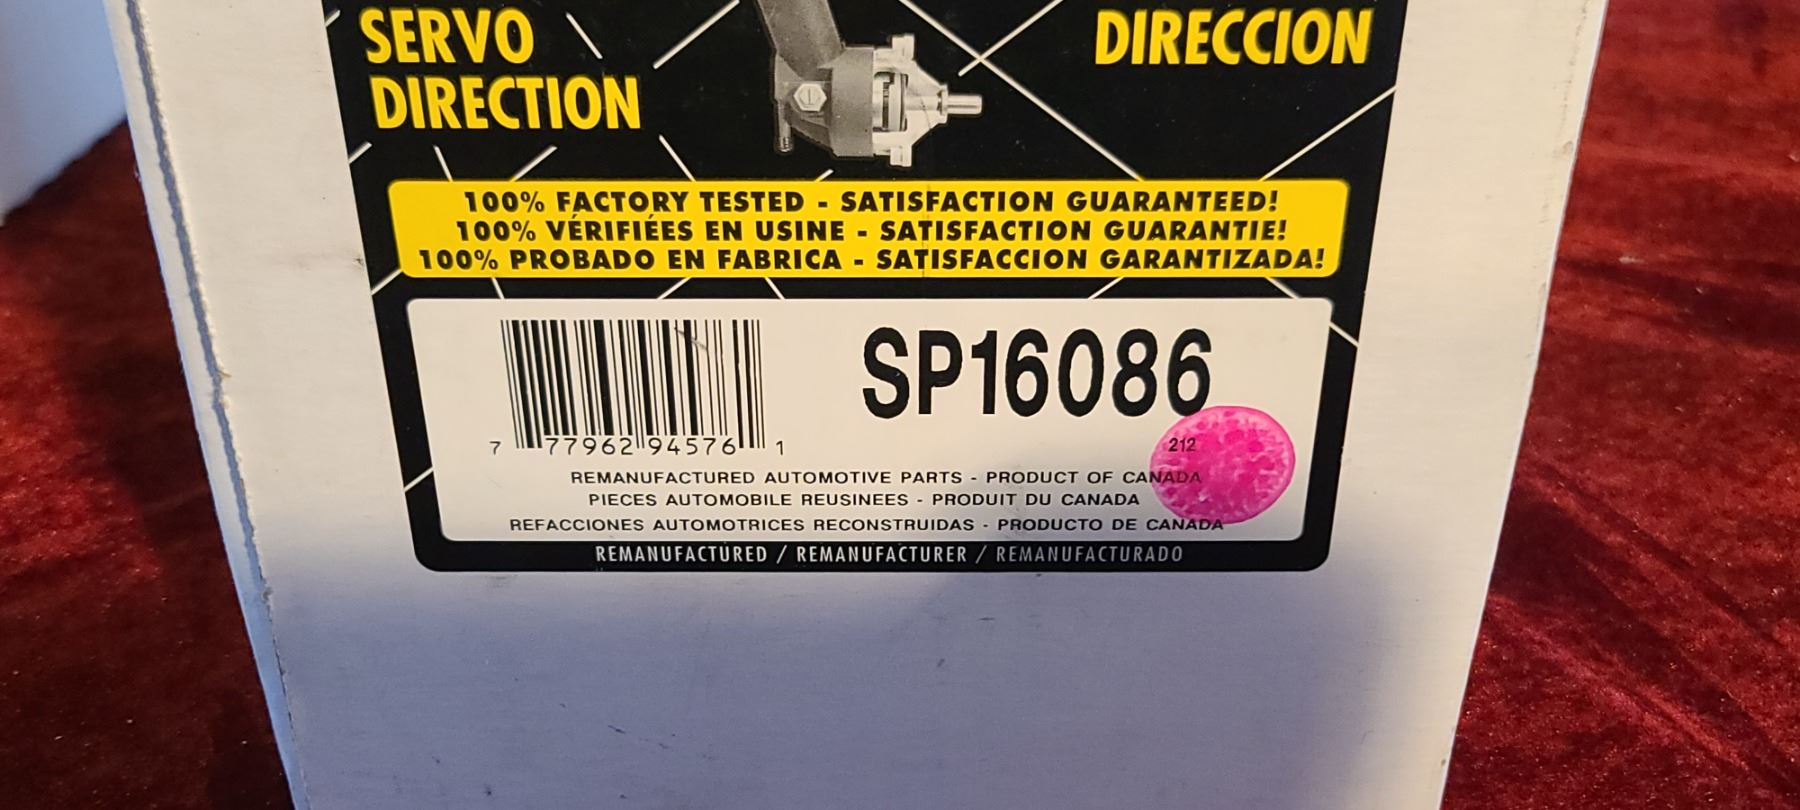 SERVO
DIRECTION
DIRECCION
100% FACTORY TESTED - SATISFACTION GUARANTEED!
100% VÉRIFIÉES EN USINE - SATISFACTION GUARANTIE!
100% PROBADO EN FABRICA - SATISFACCION GARANTIZADA!
SP16086
7 77962 94576 1
212
REMANUFACTURED AUTOMOTIVE PARTS - PRODUCT OF CANADA
PIECES AUTOMOBILE REUSINEES - PRODUIT DU CANADA
REFACCIONES AUTOMOTRICES RECONSTRUIDAS - PRODUCTO DE CANADA
REMANUFACTURED / REMANUFACTURER / REMANUFACTURADO